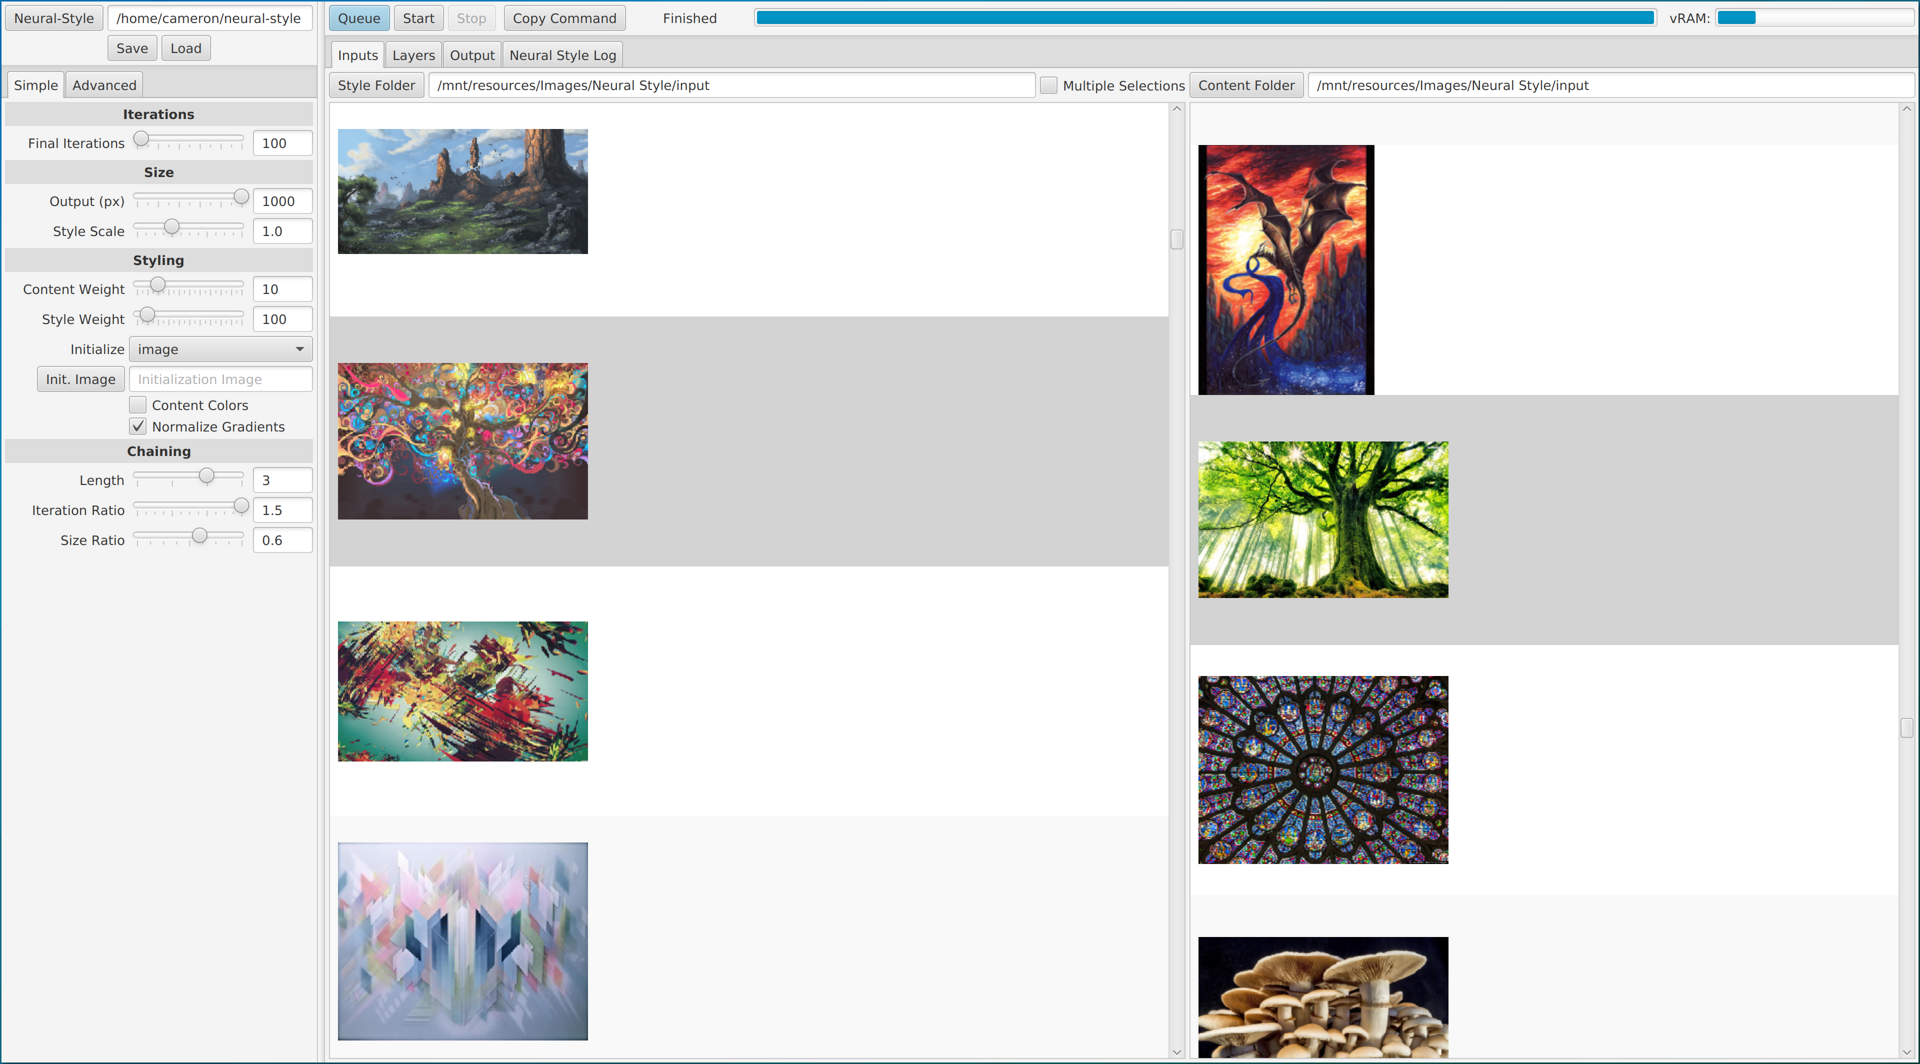 Neural-Style /home/cameron/neural-style
Save Load
Simple Advanced
Iterations
Final Iterations 100
Size
Output (px) 1000
Style Scale 1.0
Styling
Content Weight 10
Style Weight 100
Initialize image
Init. Image Initialization Image
Content Colors
Normalize Gradients
Chaining
Length 3
Iteration Ratio 1.5
Size Ratio 0.6
Queue Start Stop Copy Command Finished vRAM:
Inputs Layers Output Neural Style Log
Style Folder /mnt/resources/Images/Neural Style/input Multiple Selections
Content Folder /mnt/resources/Images/Neural Style/input